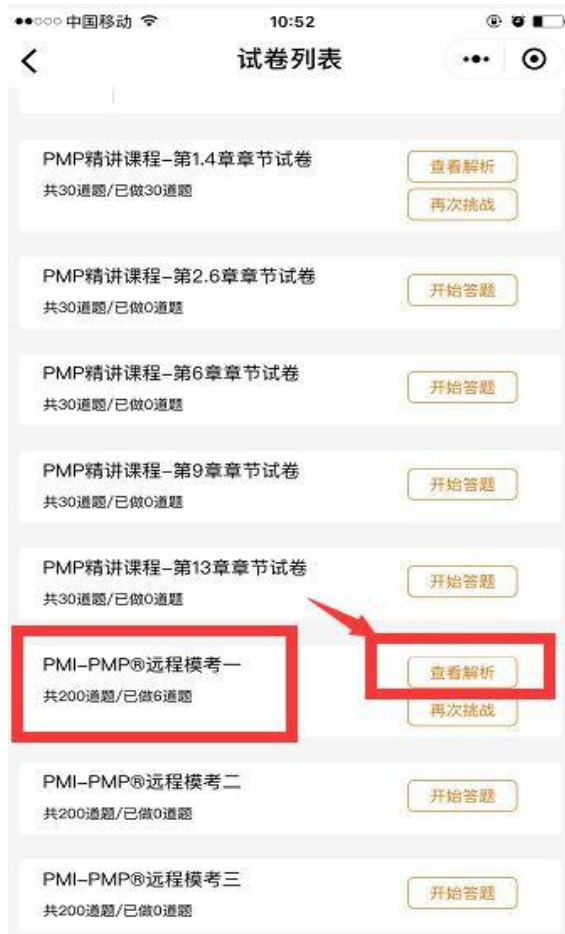 中国移动 10:52
试卷列表
PMP精讲课程-第1.4章章节试卷
共30道题/已做30道题
查看解析
再次挑战
PMP精讲课程-第2.6章章节试卷
共30道题/已做0道题
开始答题
PMP精讲课程-第6章章节试卷
共30道题/已做0道题
开始答题
PMP精讲课程-第9章章节试卷
共30道题/已做0道题
开始答题
PMP精讲课程-第13章章节试卷
共30道题/已做0道题
开始答题
PMI-PMP®远程模考一
共200道题/已做6道题
查看解析
再次挑战
PMI-PMP®远程模考二
共200道题/已做0道题
开始答题
PMI-PMP®远程模考三
共200道题/已做0道题
开始答题